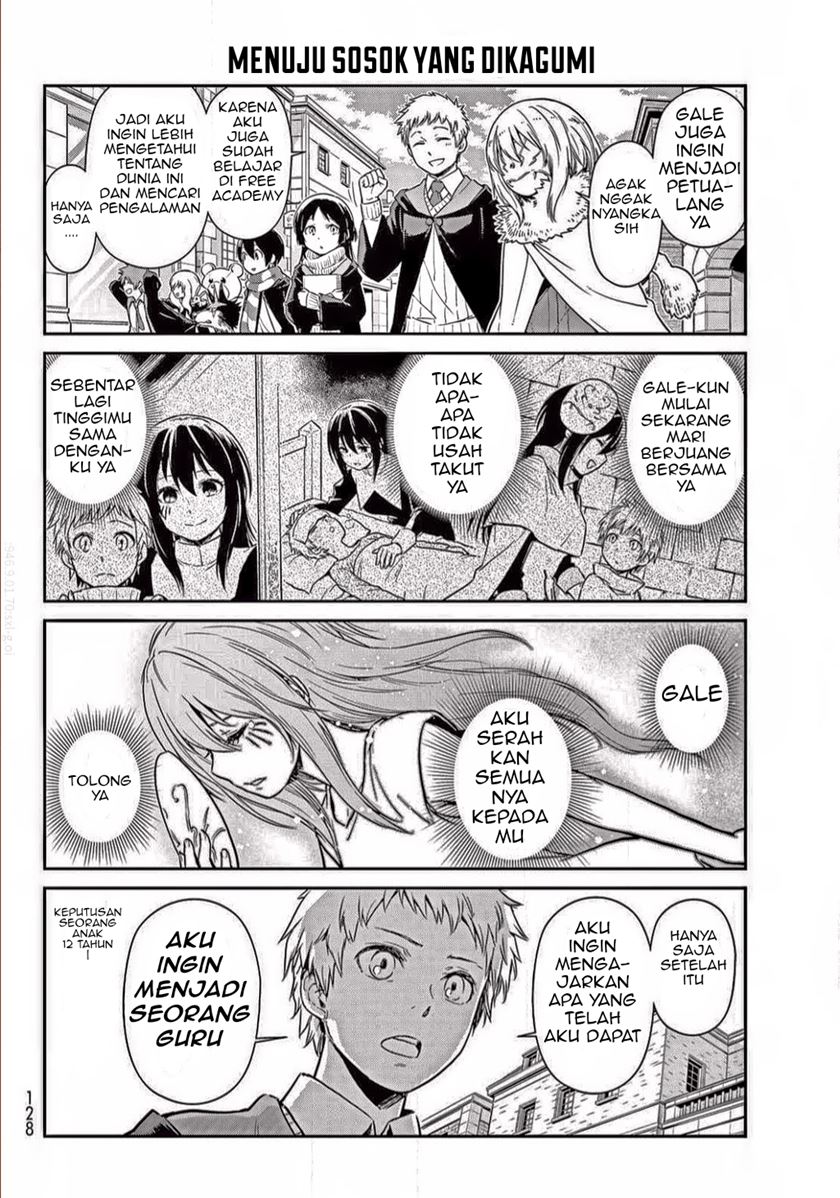 MENUJU SOSOK YANG DIKAGUMI
GALE
JUGA
INGIN
MENJADI
PETUA-
LANG
YA
AGAK
NGGAK
NYANGKA
SIH
KARENA
AKU
JUGA
SUDAH
BELAJAR
DI FREE
ACADEMY
JADI AKU
INGIN LEBIH
MENGETAHUI
TENTANG
DUNIA INI
DAN MENCARI
PENGALAMAN
HANYA
SAJA
....
GALE-KUN
MULAI
SEKARANG
MARI
BERJUANG
BERSAMA
YA
TIDAK
APA-
APA
TIDAK
USAH
TAKUT
YA
SEBENTAR
LAGI
TINGGIMU
SAMA
DENGAN-
KU YA
GALE
AKU
SERAH
KAN
SEMUA
NYA
KEPADA
MU
TOLONG
YA
HANYA
SAJA
SETELAH
ITU
AKU
INGIN
MENGA-
JARKAN
APA YANG
TELAH
AKU DAPAT
AKU
INGIN
MENJADI
SEORANG
GURU
KEPUTUSAN
SEORANG
ANAK
12 TAHUN
|
128